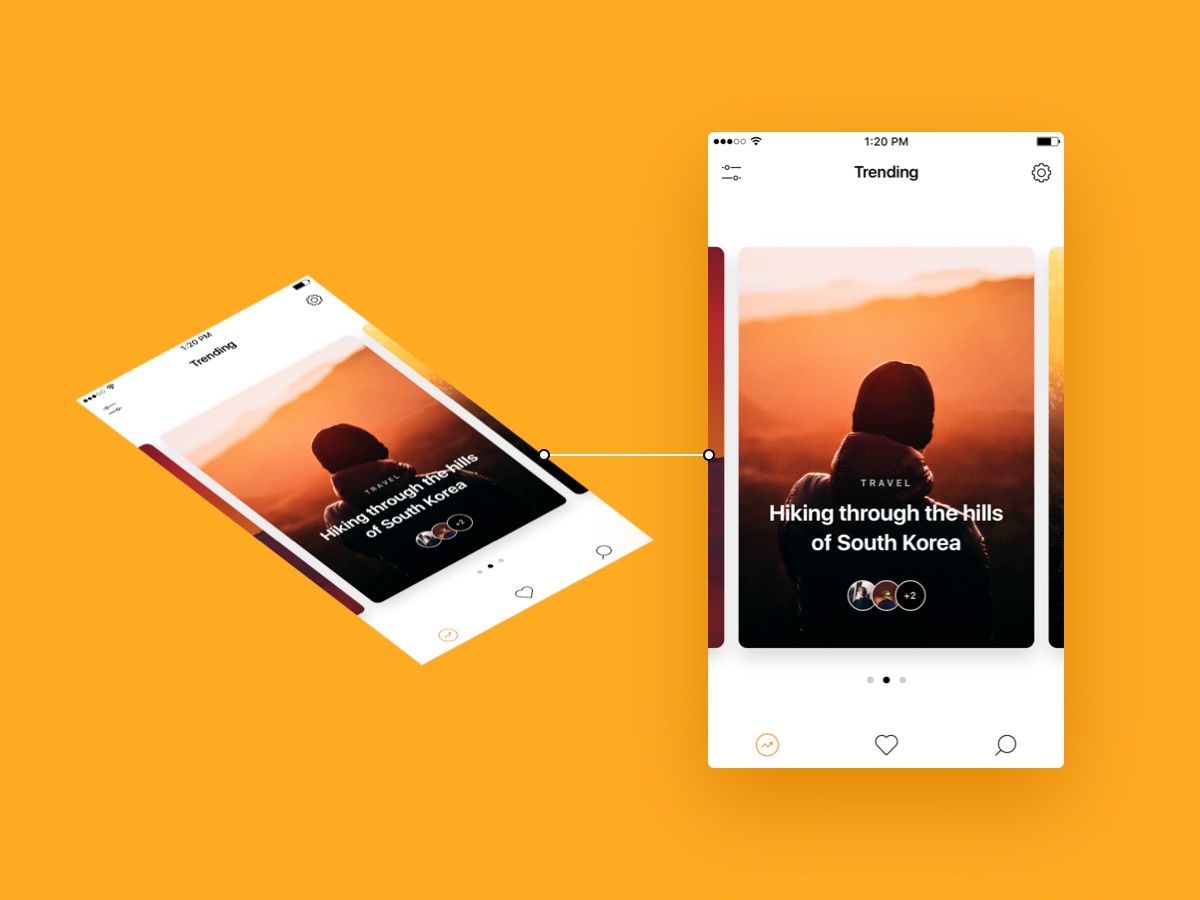 1:20 PM
Trending
TRAVEL
Hiking through the hills
of South Korea
+2
1:20 PM
Trending
TRAVEL
Hiking through the hills
of South Korea
+2